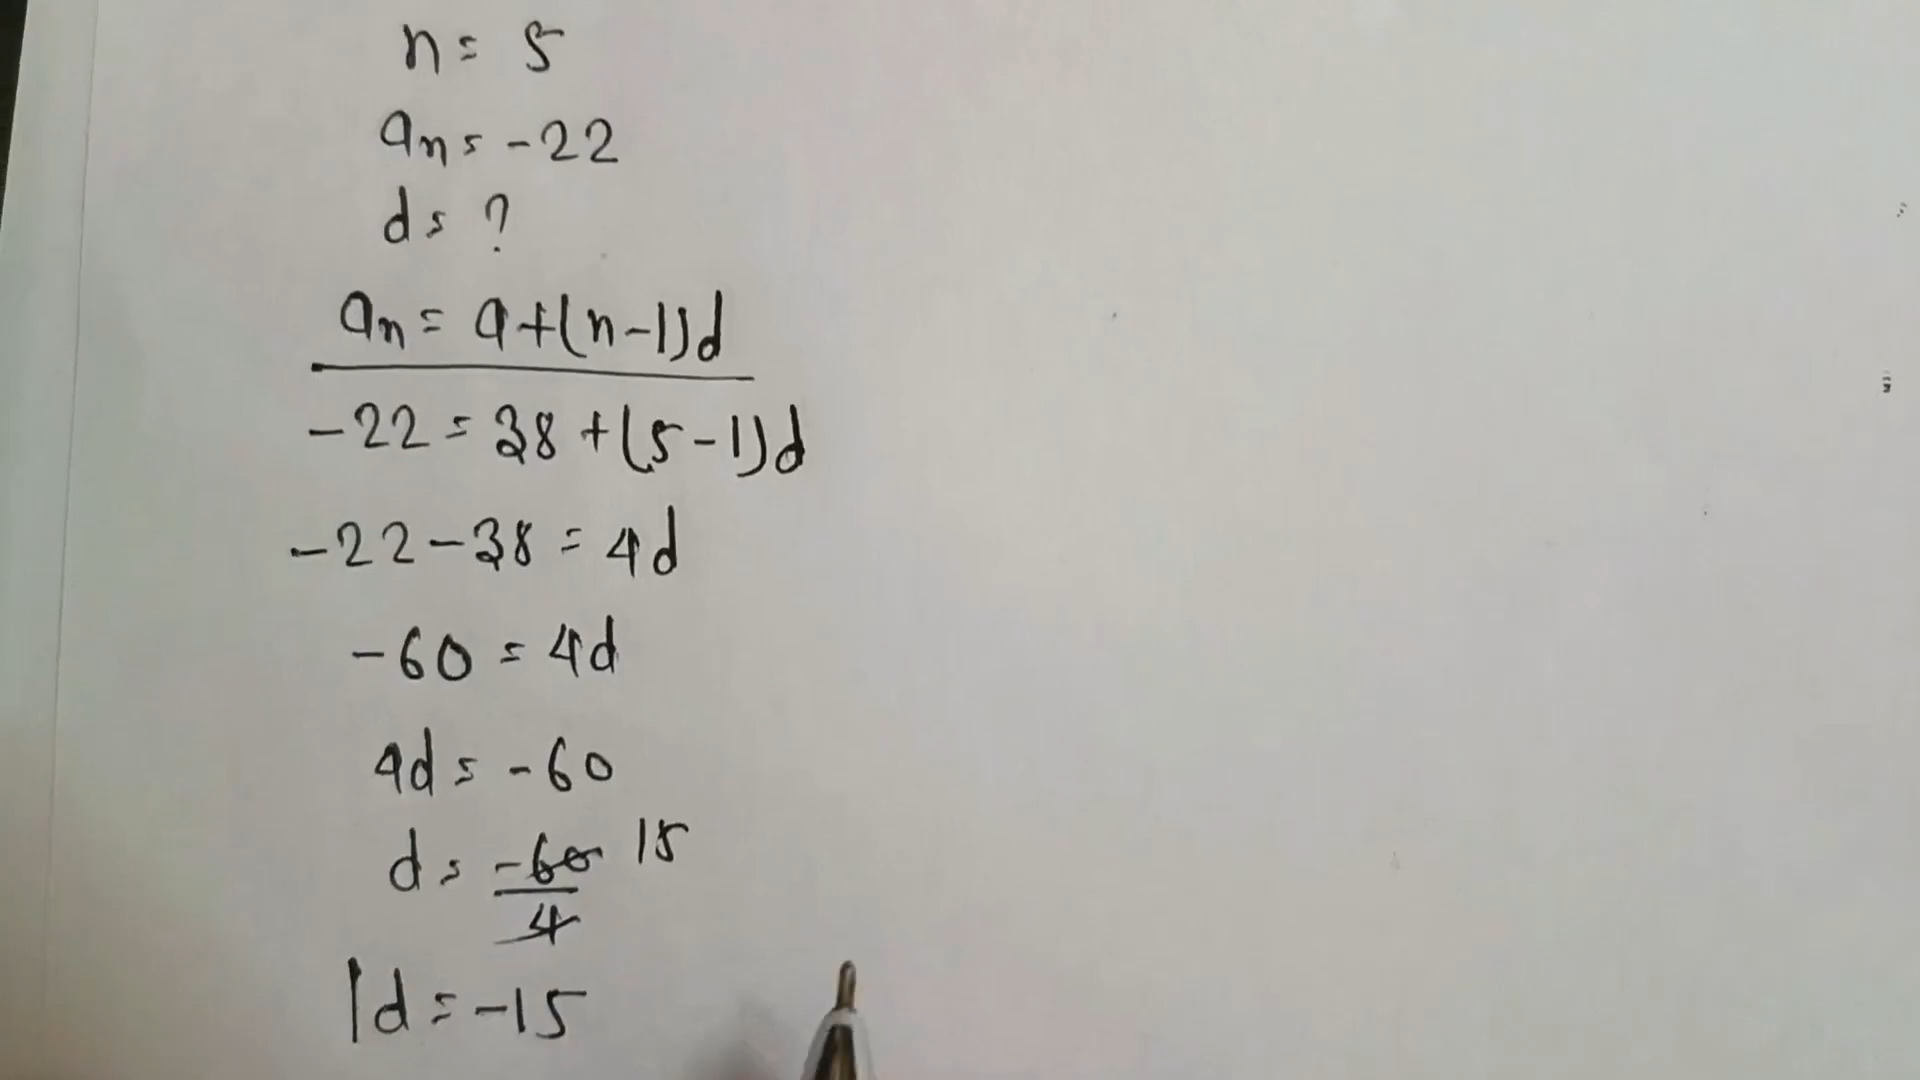 n = 5
an = -22
d = ?
an = a+(n-1)d
-22 = 38 + (5-1)d
-22-38 = 4d
-60 = 4d
4d = -60
d = -60/4 15
d = -15